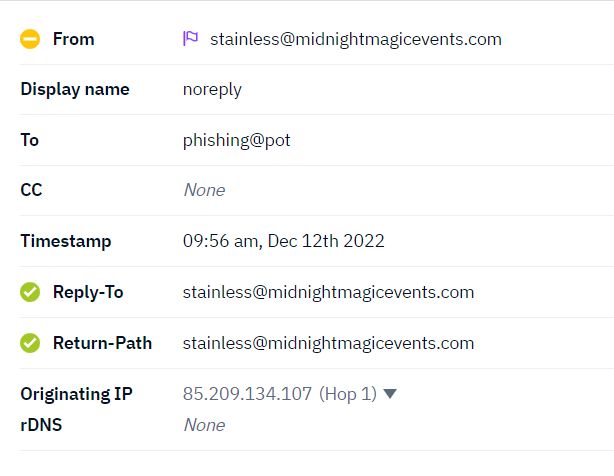 From stainless@midnightmagicevents.com
Display name noreply
To phishing@pot
CC None
Timestamp 09:56 am, Dec 12th 2022
Reply-To stainless@midnightmagicevents.com
Return-Path stainless@midnightmagicevents.com
Originating IP 85.209.134.107 (Hop 1)
rDNS None